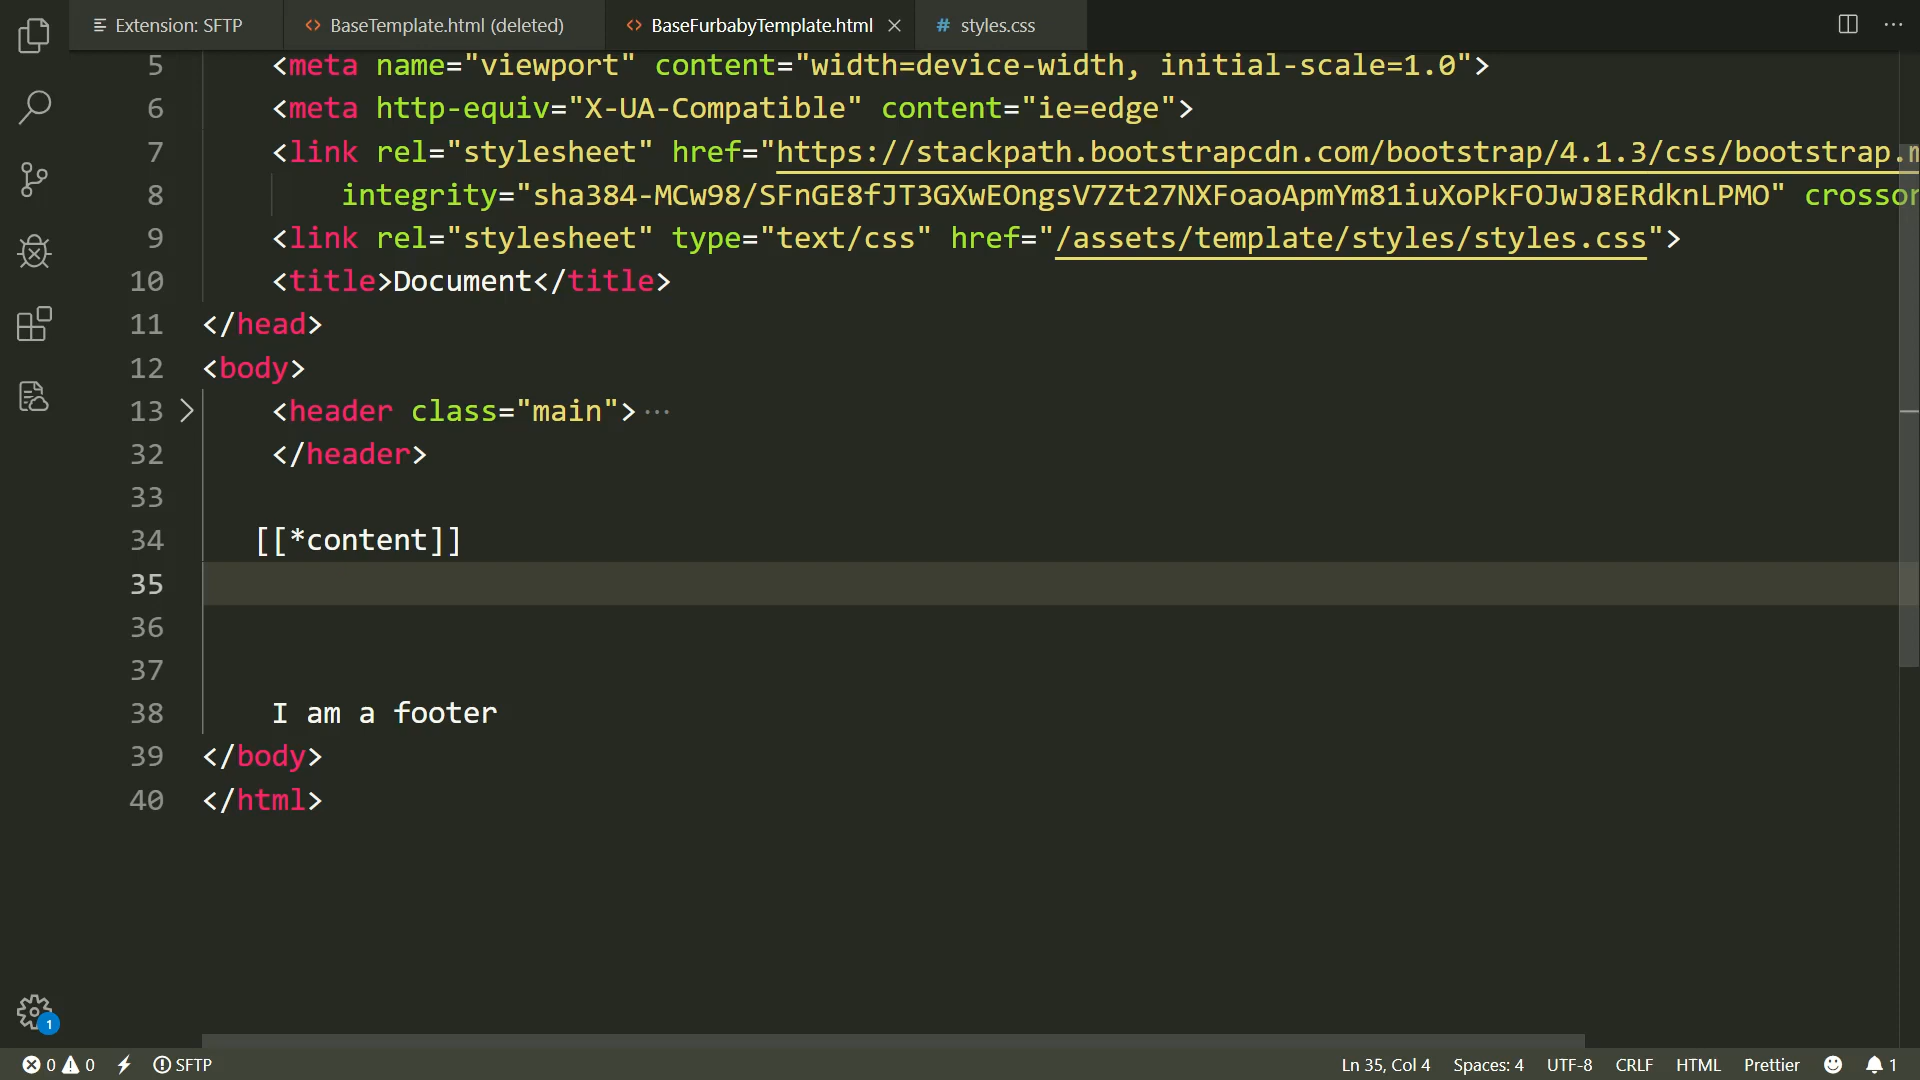 Extension: SFTP
BaseTemplate.html (deleted)
BaseFurbabyTemplate.html
# styles.css
5 <meta name="viewport" content="width=device-width, initial-scale=1.0">
6 <meta http-equiv="X-UA-Compatible" content="ie=edge">
7 <link rel="stylesheet" href="https://stackpath.bootstrapcdn.com/bootstrap/4.1.3/css/bootstrap.m
8 integrity="sha384-MCw98/SFnGE8fJT3GXwEOngsV7Zt27NXFoaoApmYm81iuXoPkFOJwJ8ERdknLPMO" crossor
9 <link rel="stylesheet" type="text/css" href="/assets/template/styles/styles.css">
10 <title>Document</title>
11 </head>
12 <body>
13 <header class="main">
32 </header>
33
34 [[*content]]
35
36
37
38 I am a footer
39 </body>
40 </html>
1
0 0 SFTP
Ln 35, Col 4 Spaces: 4 UTF-8 CRLF HTML Prettier 1